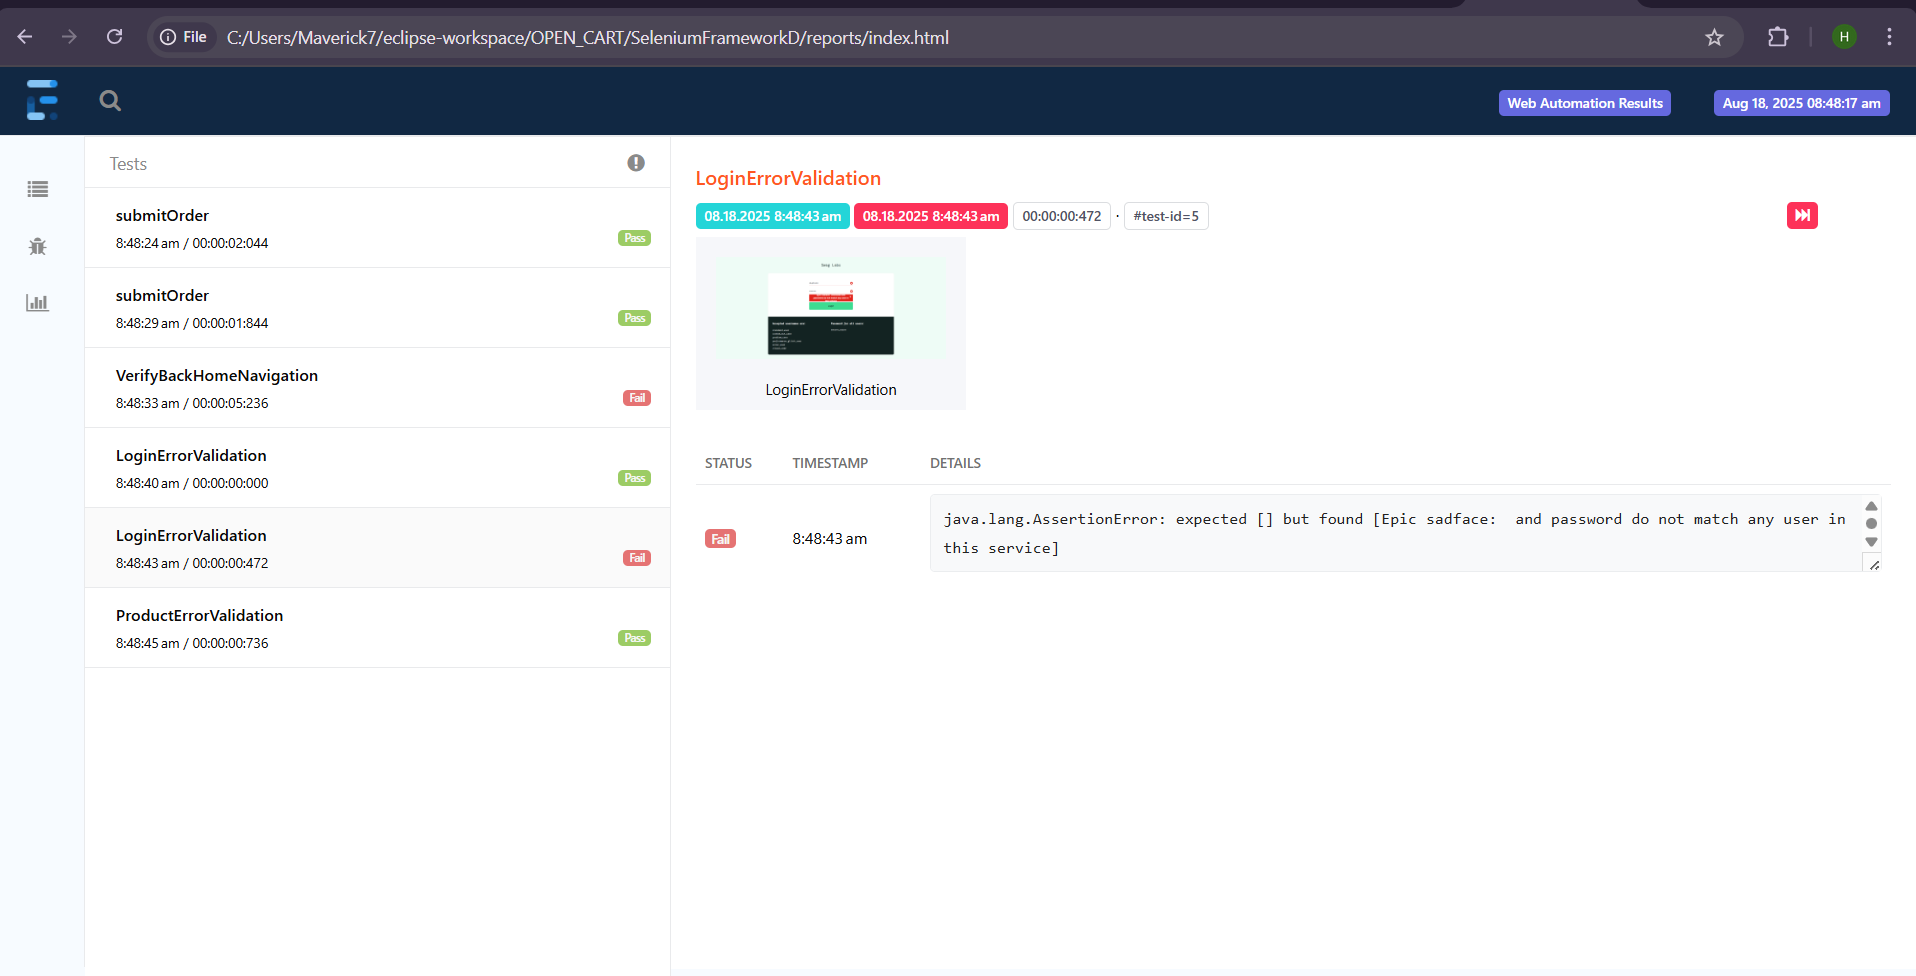 File C:/Users/Maverick7/eclipse-workspace/OPEN_CART/SeleniumFrameworkD/reports/index.html H
Web Automation Results Aug 18, 2025 08:48:17 am
Tests
submitOrder
8:48:24 am / 00:00:02:044 Pass
submitOrder
8:48:29 am / 00:00:01:844 Pass
VerifyBackHomeNavigation
8:48:33 am / 00:00:05:236 Fail
LoginErrorValidation
8:48:40 am / 00:00:00:000 Pass
LoginErrorValidation
8:48:43 am / 00:00:00:472 Fail
ProductErrorValidation
8:48:45 am / 00:00:00:736 Pass
LoginErrorValidation
08.18.2025 8:48:43 am 08.18.2025 8:48:43 am 00:00:00:472 · #test-id=5
Swag Labs
LoginErrorValidation
STATUS TIMESTAMP DETAILS
Fail 8:48:43 am
java.lang.AssertionError: expected [] but found [Epic sadface:  and password do not match any user in
this service]